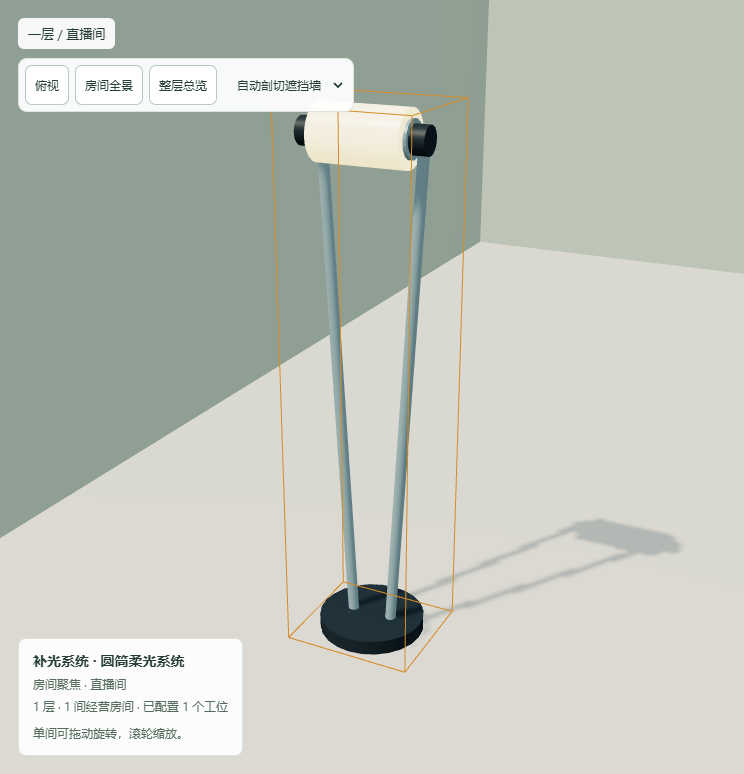 一层 / 直播间
俯视 房间全景 整层总览 自动剖切遮挡墙
补光系统 · 圆筒柔光系统
房间聚焦 · 直播间
1 层 · 1 间经营房间 · 已配置 1 个工位
单间可拖动旋转，滚轮缩放。